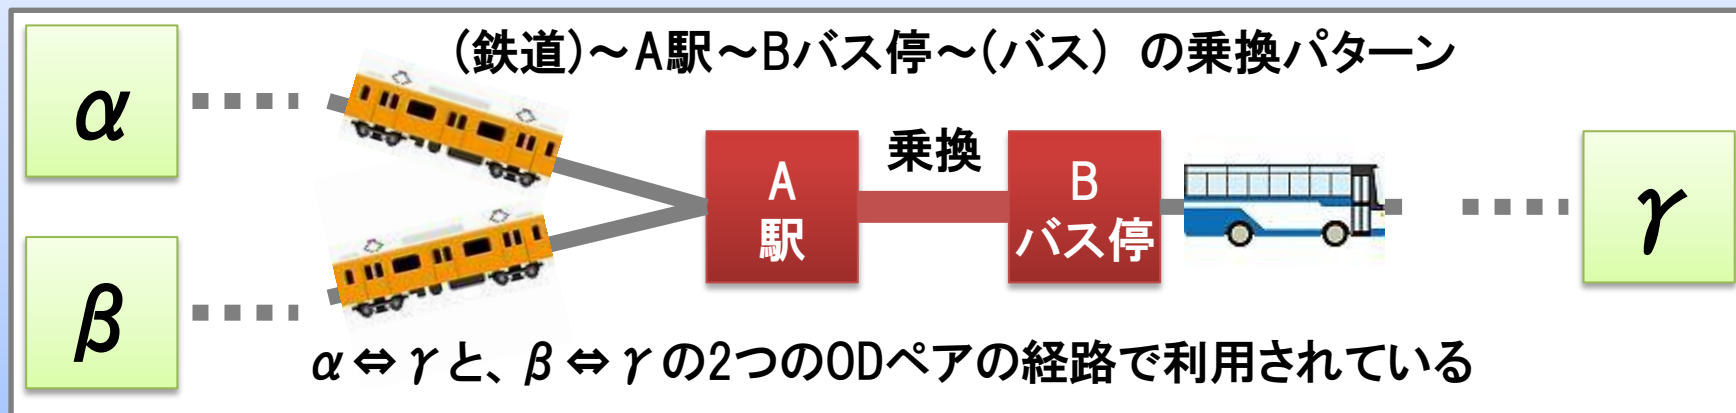 (鉄道)～A駅～Bバス停～(バス) の乗換パターン
α
β
A
駅
乗換
B
バス停
γ
α⇔γと、β⇔γの2つのODペアの経路で利用されている